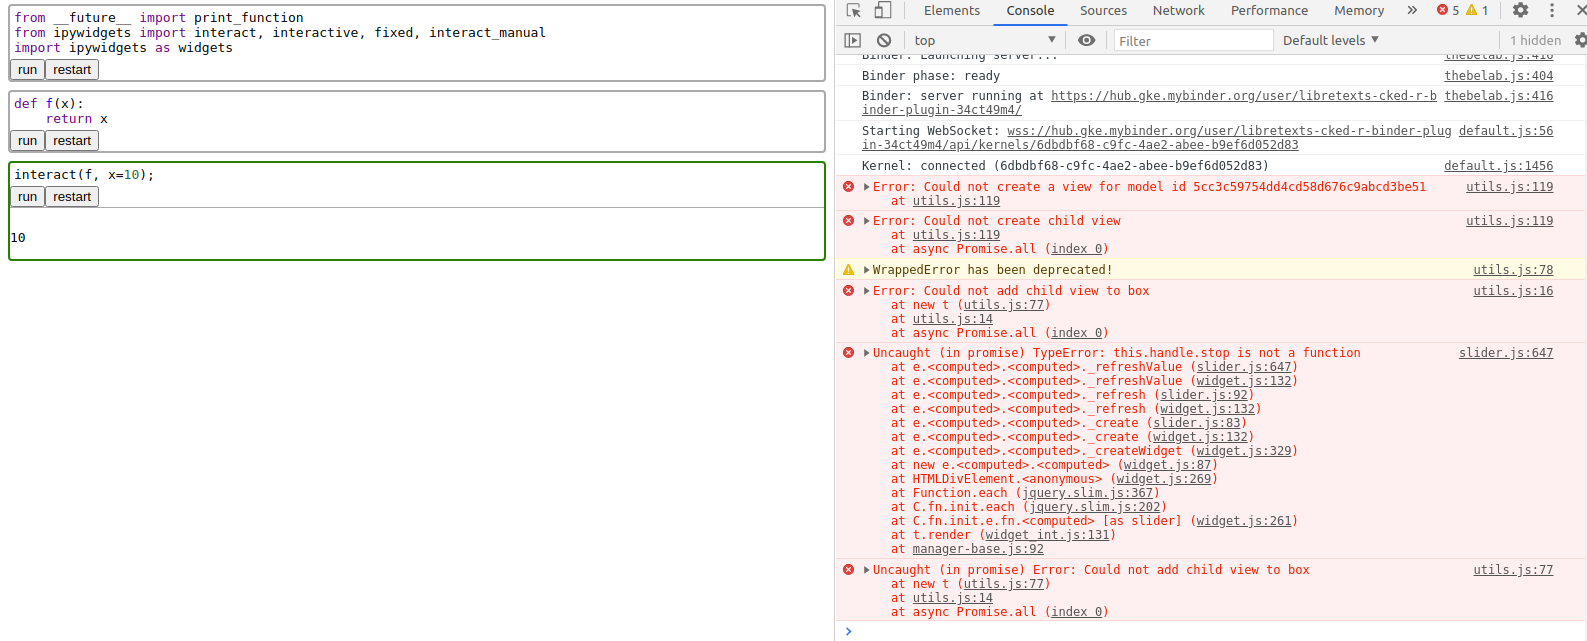 from __future__ import print_function
from ipywidgets import interact, interactive, fixed, interact_manual
import ipywidgets as widgets
run restart
def f(x):
    return x
run restart
interact(f, x=10);
run restart
10
Elements Console Sources Network Performance Memory » 5 1
top Filter Default levels 1 hidden
Binder: Launching server... thebelab.js:416
Binder phase: ready thebelab.js:404
Binder: server running at https://hub.gke.mybinder.org/user/libretexts-cked-r-b thebelab.js:416
inder-plugin-34ct49m4/
Starting WebSocket: wss://hub.gke.mybinder.org/user/libretexts-cked-r-binder-plug default.js:56
in-34ct49m4/api/kernels/6dbdbf68-c9fc-4ae2-abee-b9ef6d052d83
Kernel: connected (6dbdbf68-c9fc-4ae2-abee-b9ef6d052d83) default.js:1456
Error: Could not create a view for model id 5cc3c59754dd4cd58d676c9abcd3be51 utils.js:119
at utils.js:119
Error: Could not create child view utils.js:119
at utils.js:119
at async Promise.all (index 0)
WrappedError has been deprecated! utils.js:78
Error: Could not add child view to box utils.js:16
at new t (utils.js:77)
at utils.js:14
at async Promise.all (index 0)
Uncaught (in promise) TypeError: this.handle.stop is not a function slider.js:647
at e.<computed>.<computed>._refreshValue (slider.js:647)
at e.<computed>.<computed>._refreshValue (widget.js:132)
at e.<computed>.<computed>._refresh (slider.js:92)
at e.<computed>.<computed>._refresh (widget.js:132)
at e.<computed>.<computed>._create (slider.js:83)
at e.<computed>.<computed>._create (widget.js:132)
at e.<computed>.<computed>._createWidget (widget.js:329)
at new e.<computed>.<computed> (widget.js:87)
at HTMLDivElement.<anonymous> (widget.js:269)
at Function.each (jquery.slim.js:367)
at C.fn.init.each (jquery.slim.js:202)
at C.fn.init.e.fn.<computed> [as slider] (widget.js:261)
at t.render (widget_int.js:131)
at manager-base.js:92
Uncaught (in promise) Error: Could not add child view to box utils.js:77
at new t (utils.js:77)
at utils.js:14
at async Promise.all (index 0)